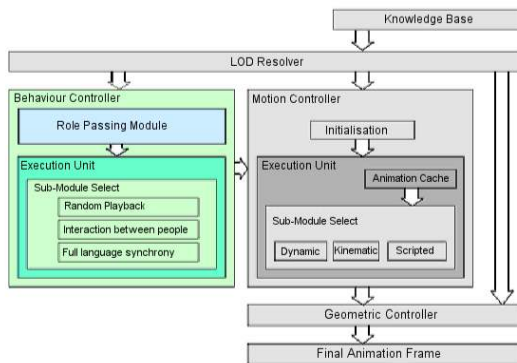 Knowledge Base
LOD Resolver
Behaviour Controller
Role Passing Module
Execution Unit
Sub-Module Select
Random Playback
Interaction between people
Full language synchrony
Motion Controller
Initialisation
Execution Unit
Animation Cache
Sub-Module Select
Dynamic
Kinematic
Scripted
Geometric Controller
Final Animation Frame